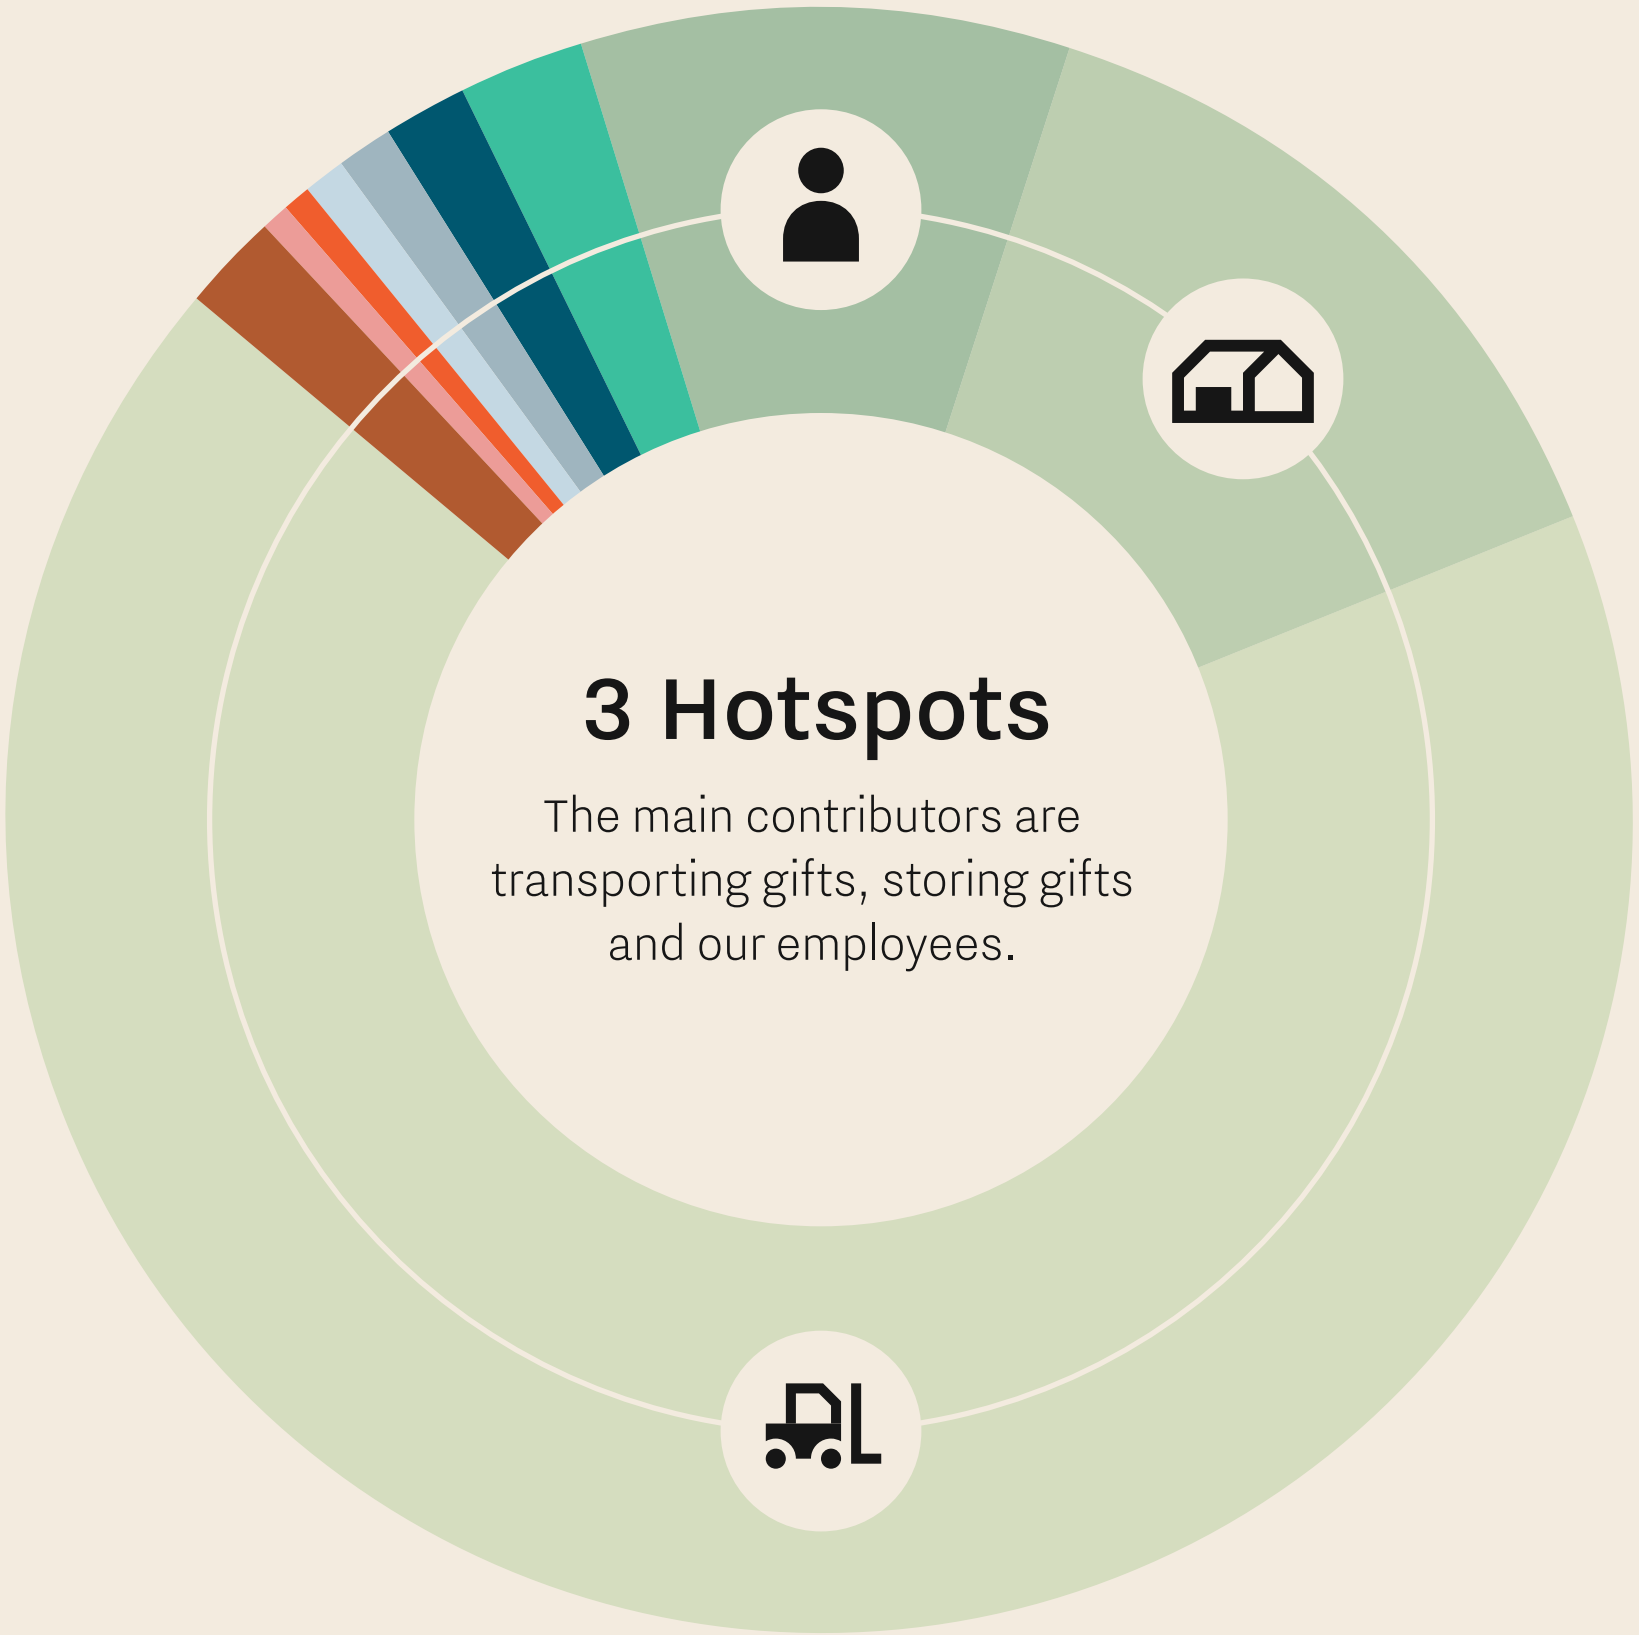 3 Hotspots
The main contributors are
transporting gifts, storing gifts
and our employees.